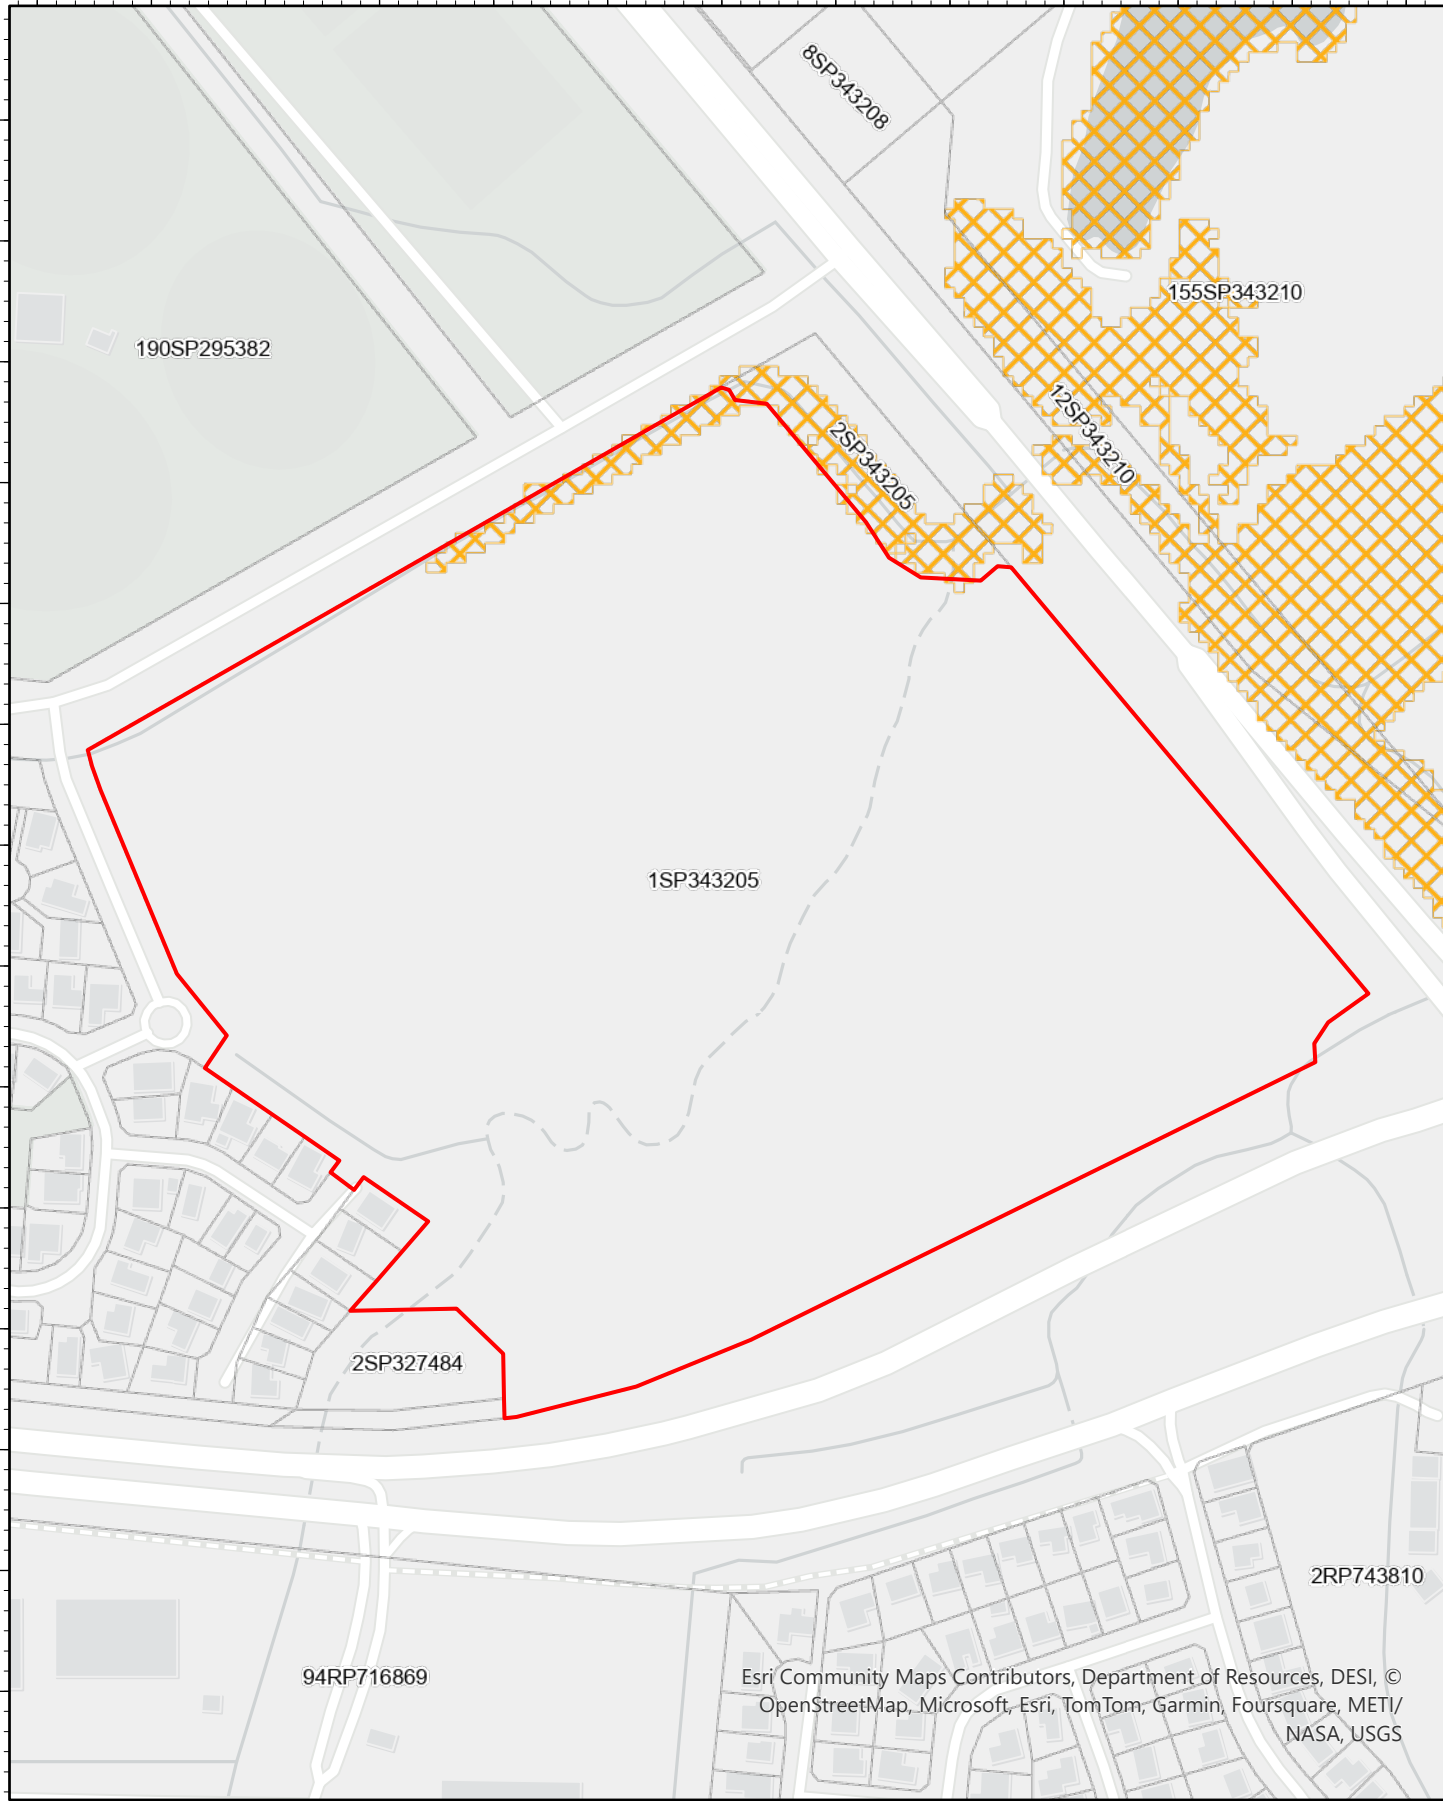 8SP343208
155SP343210
190SP295382
12SP343210
2SP343205
1SP343205
2SP327484
2RP743810
94RP716869
Esri Community Maps Contributors, Department of Resources, DESI, ©
OpenStreetMap, Microsoft, Esri, TomTom, Garmin, Foursquare, METI/
NASA, USGS